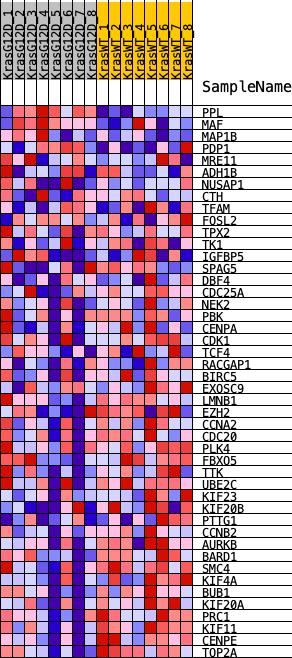 KrasG12D_1
KrasG12D_2
KrasG12D_3
KrasG12D_4
KrasG12D_5
KrasG12D_6
KrasG12D_7
KrasG12D_8
KrasWT_1
KrasWT_2
KrasWT_3
KrasWT_4
KrasWT_5
KrasWT_6
KrasWT_7
KrasWT_8
SampleName
PPL
MAF
MAP1B
PDP1
MRE11
ADH1B
NUSAP1
CTH
TFAM
FOSL2
TPX2
TK1
IGFBP5
SPAG5
DBF4
CDC25A
NEK2
PBK
CENPA
CDK1
TCF4
RACGAP1
BIRC5
EXOSC9
LMNB1
EZH2
CCNA2
CDC20
PLK4
FBXO5
TTK
UBE2C
KIF23
KIF20B
PTTG1
CCNB2
AURKB
BARD1
SMC4
KIF4A
BUB1
KIF20A
PRC1
KIF11
CENPE
TOP2A